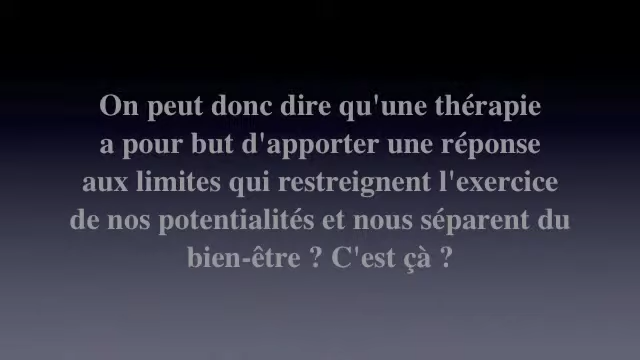 On peut donc dire qu'une thérapie
a pour but d'apporter une réponse
aux limites qui restreignent l'exercice
de nos potentialités et nous séparent du
bien-être ? C'est çà ?